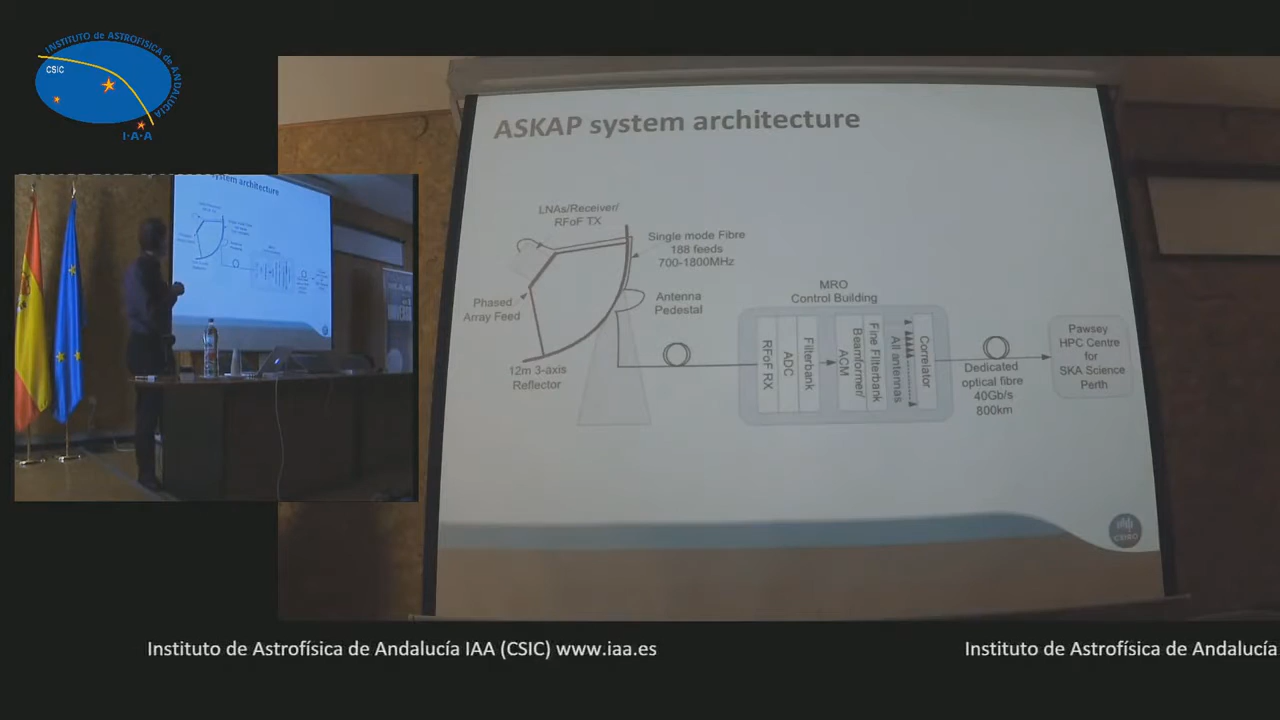 INSTITUTO de ASTROFÍSICA de ANDALUCÍA
CSIC
I·A·A
ASKAP system architecture
LNAs/Receiver/
RFoF TX
Single mode Fibre
188 feeds
700-1800MHz
Phased
Array Feed
Antenna
Pedestal
12m 3-axis
Reflector
MRO
Control Building
RFoF RX
ADC
Filterbank
Beamformer/
ACM
Fine Filterbank
All antennas
Correlator
Dedicated
optical fibre
40Gb/s
800km
Pawsey
HPC Centre
for
SKA Science
Perth
CSIRO
system architecture
Instituto de Astrofísica de Andalucía IAA (CSIC) www.iaa.es
Instituto de Astrofísica de Andalucía